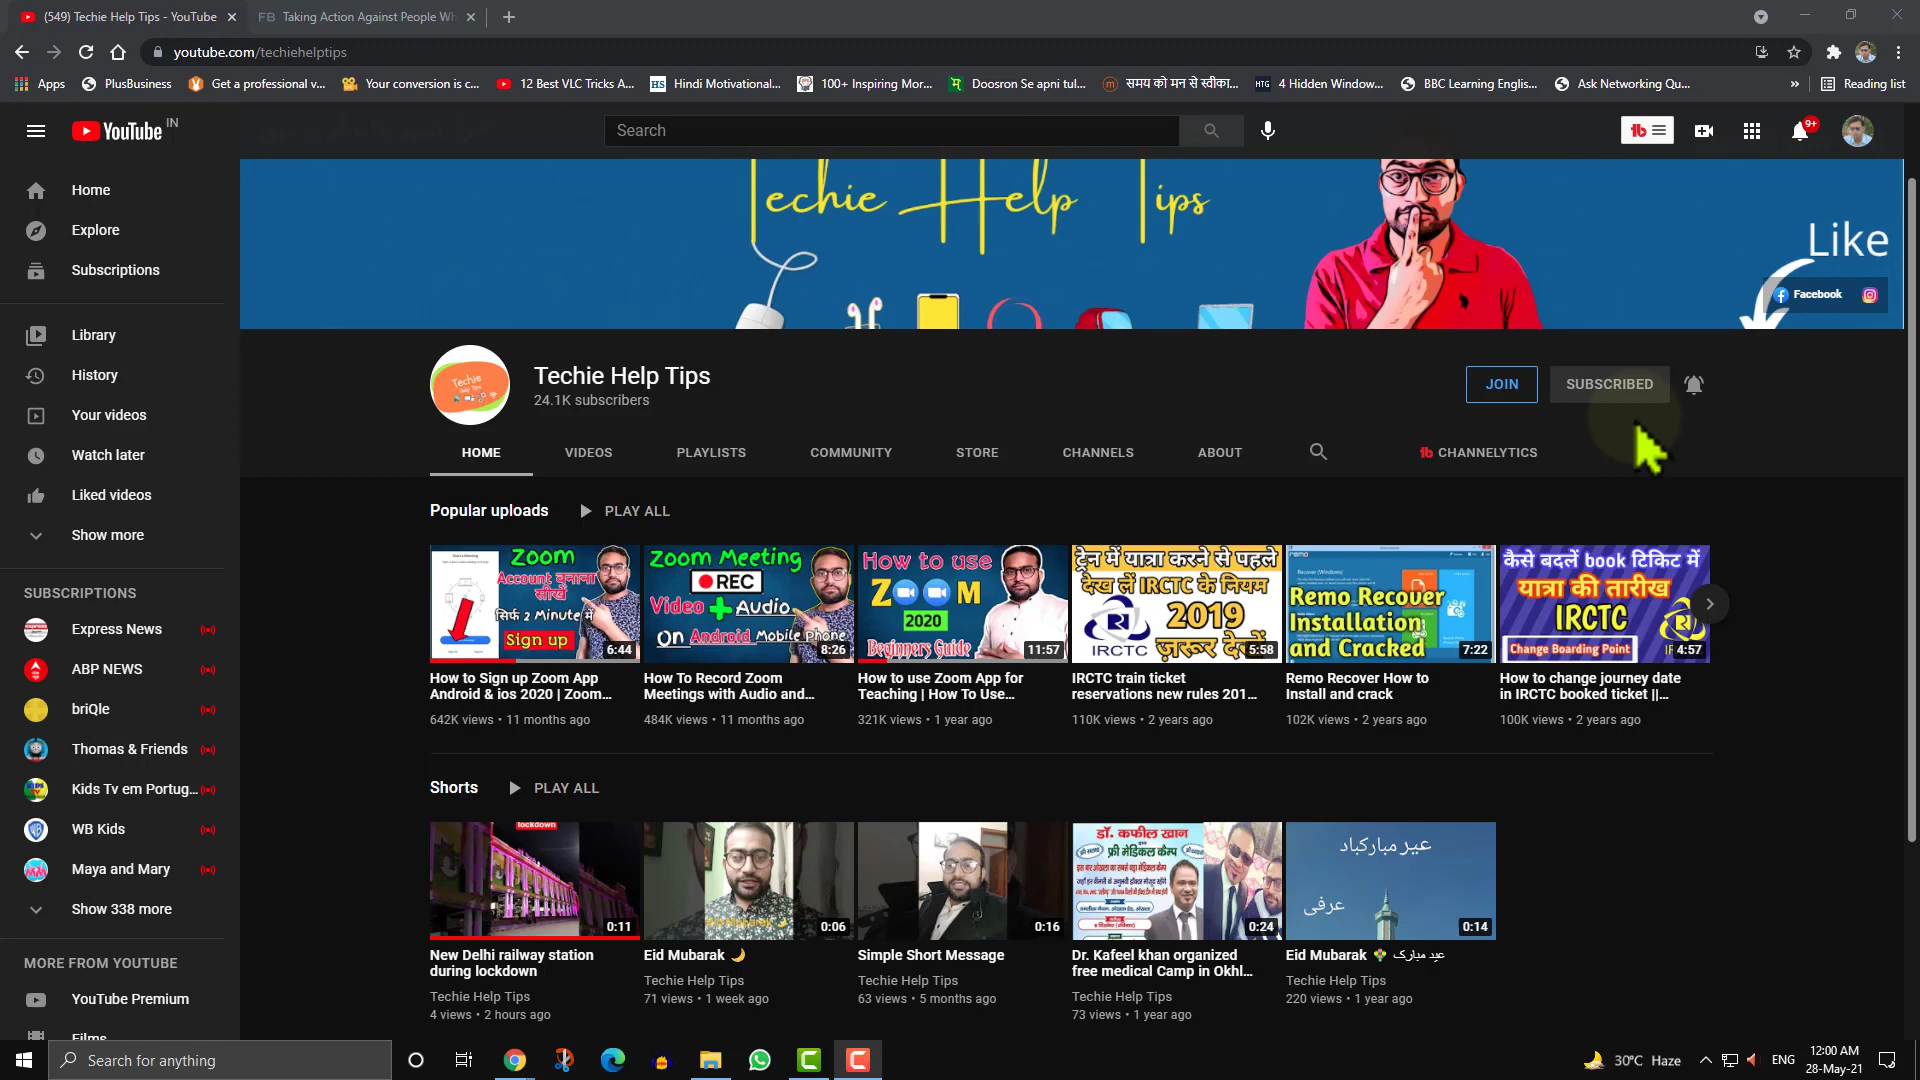 (549) Techie Help Tips - YouTube
FB Taking Action Against People Wh
youtube.com/techiehelptips
Apps
PlusBusiness
Get a professional v...
Your conversion is c...
12 Best VLC Tricks A...
HS Hindi Motivational...
100+ Inspiring Mor...
Doosron Se apni tul...
समय को मन से स्वीका...
HTG 4 Hidden Window...
BBC Learning Englis...
Ask Networking Qu...
»
Reading list
YouTube IN
Search
9+
Home
Explore
Subscriptions
Library
History
Your videos
Watch later
Liked videos
Show more
SUBSCRIPTIONS
Express News
ABP NEWS
briQle
Thomas & Friends
Kids Tv em Portug...
WB Kids
Maya and Mary
Show 338 more
MORE FROM YOUTUBE
YouTube Premium
Films
Techie Help Tips
Like
Facebook
Techie
Help Tips
Techie Help Tips
24.1K subscribers
JOIN
SUBSCRIBED
HOME
VIDEOS
PLAYLISTS
COMMUNITY
STORE
CHANNELS
ABOUT
CHANNELYTICS
Popular uploads
PLAY ALL
Zoom
Account बनाना
सीखें
सिर्फ 2 Minute में
Sign up
6:44
How to Sign up Zoom App
Android & ios 2020 | Zoom...
642K views • 11 months ago
Zoom Meeting
REC
Video + Audio
On Android Mobile Phone
8:26
How To Record Zoom
Meetings with Audio and...
484K views • 11 months ago
How to use
ZOOM
2020
Beginners Guide
11:57
How to use Zoom App for
Teaching | How To Use...
321K views • 1 year ago
ट्रेन में यात्रा करने से पहले
देख लें IRCTC के नियम
2019
IRCTC ज़रूर
5:58
IRCTC train ticket
reservations new rules 201...
110K views • 2 years ago
remo
Recover (Windows)
Remo Recover
Installation
and Cracked
7:22
Remo Recover How to
Install and crack
102K views • 2 years ago
कैसे बदलें book टिकिट में
यात्रा की तारीख
IRCTC
Change Boarding Point
4:57
How to change journey date
in IRCTC booked ticket ||...
100K views • 2 years ago
Shorts
PLAY ALL
lockdown
0:11
New Delhi railway station
during lockdown
Techie Help Tips
4 views • 2 hours ago
0:06
Eid Mubarak 🌙
Techie Help Tips
71 views • 1 week ago
0:16
Simple Short Message
Techie Help Tips
63 views • 5 months ago
डॉ. कफील खान
फ्री मेडिकल कैम्प
0:24
Dr. Kafeel khan organized
free medical Camp in Okhl...
Techie Help Tips
73 views • 1 year ago
عید مبارکباد
عرفی
0:14
Eid Mubarak 💐 عید مبارک
Techie Help Tips
220 views • 1 year ago
Search for anything
30°C Haze
ENG
12:00 AM
28-May-21